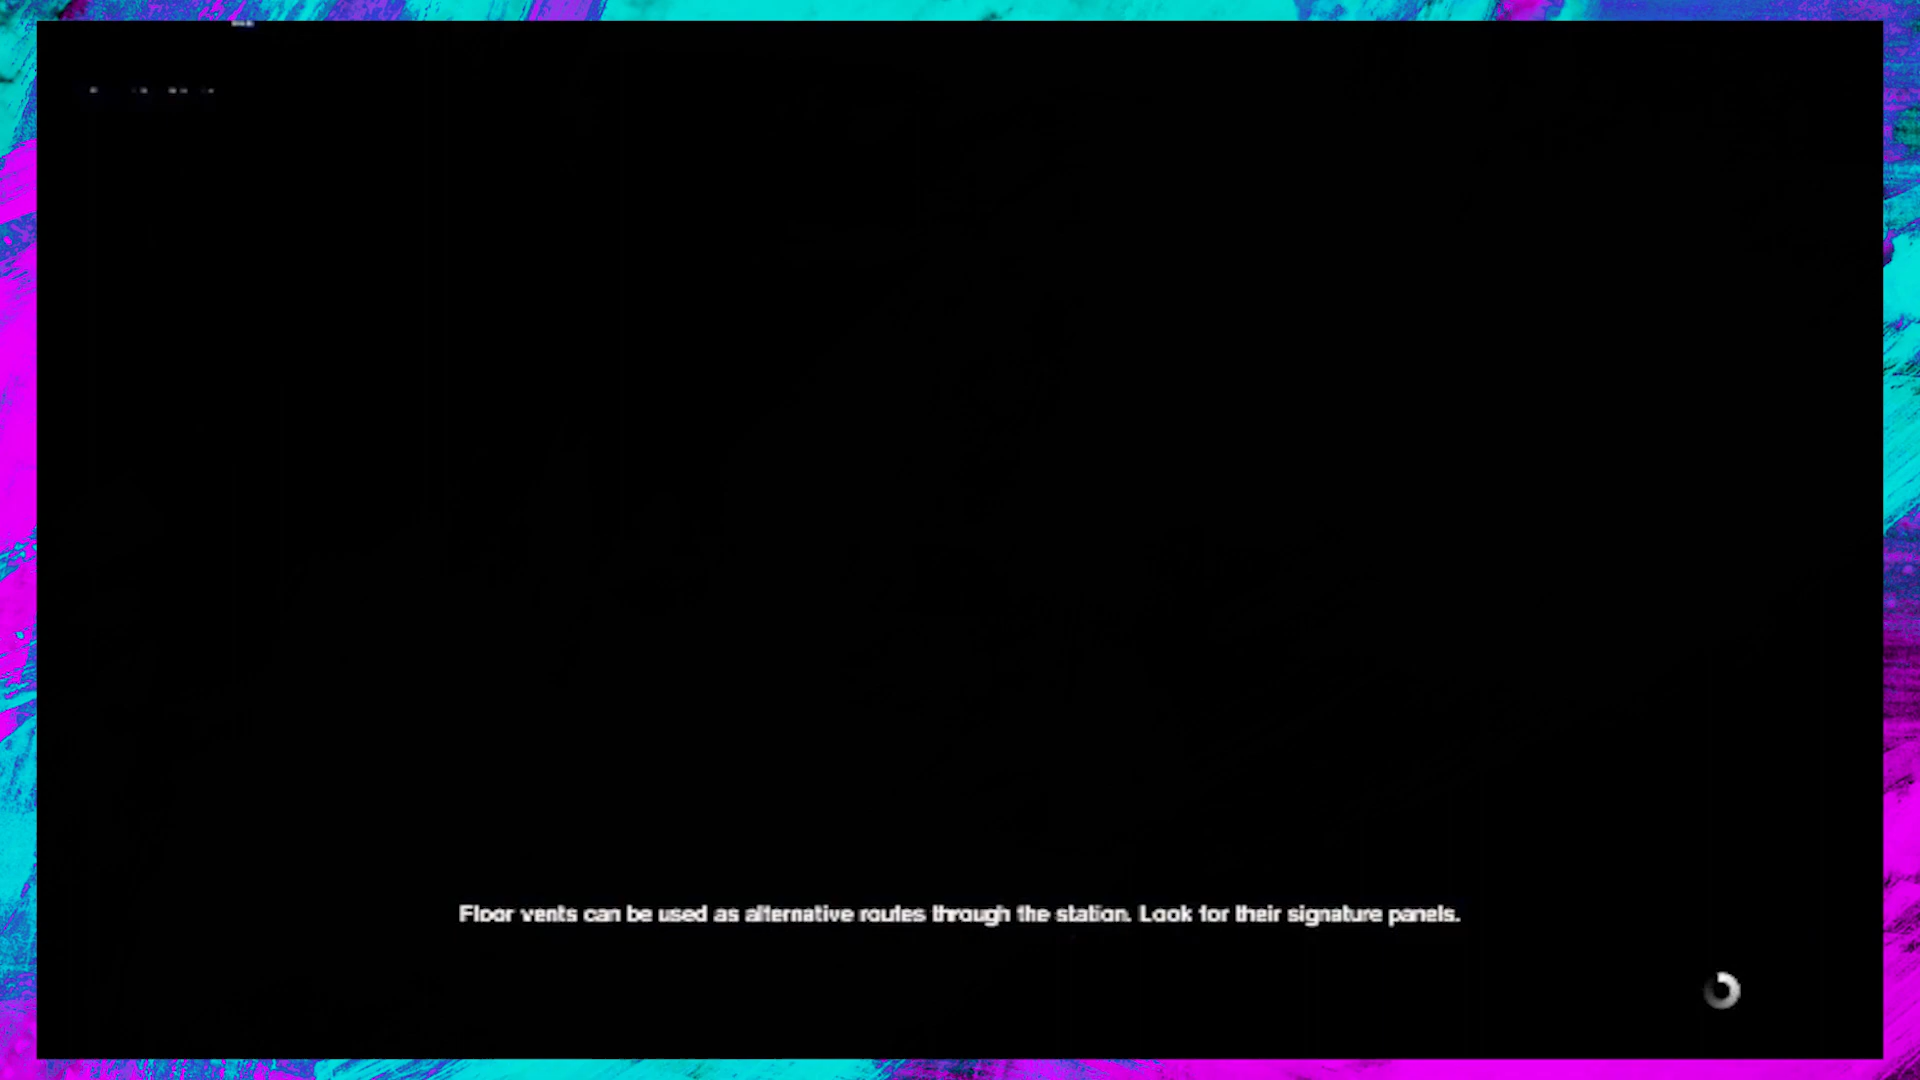 Floor vents can be used as alternative routes through the station. Look for their signature panels.